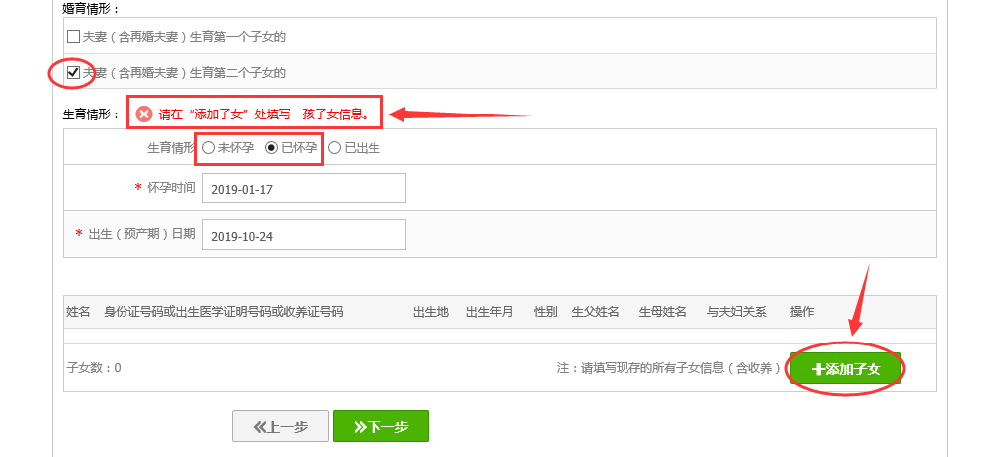 婚育情形：
夫妻（含再婚夫妻）生育第一个子女的
夫妻（含再婚夫妻）生育第二个子女的
生育情形： 请在“添加子女”处填写一孩子女信息。
生育情形 未怀孕 已怀孕 已出生
* 怀孕时间 2019-01-17
* 出生（预产期）日期 2019-10-24
姓名 身份证号码或出生医学证明号码或收养证号码 出生地 出生年月 性别 生父姓名 生母姓名 与夫妇关系 操作
子女数：0 注：请填写现存的所有子女信息（含收养） 添加子女
上一步 下一步